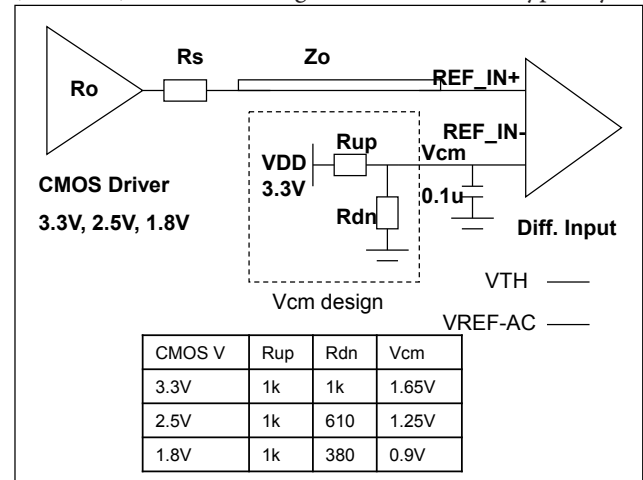 Rs
Zo
Ro
REF_IN+
REF_IN-
Rup
Vcm
VDD
3.3V
0.1u
Rdn
CMOS Driver
3.3V, 2.5V, 1.8V
Diff. Input
Vcm design
VTH
VREF-AC
CMOS V Rup Rdn Vcm
3.3V 1k 1k 1.65V
2.5V 1k 610 1.25V
1.8V 1k 380 0.9V